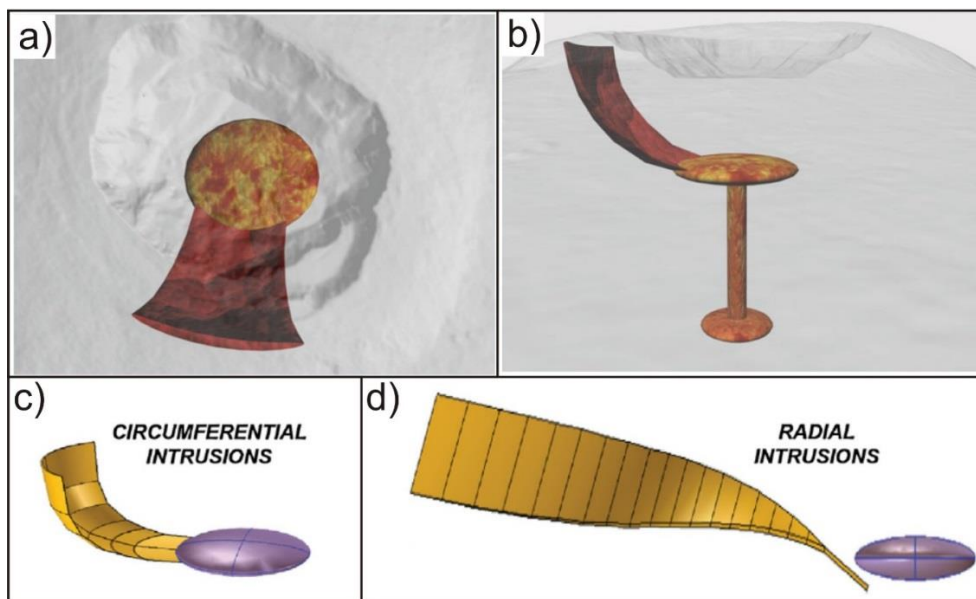 a)
b)
c)
CIRCUMFERENTIAL
INTRUSIONS
d)
RADIAL
INTRUSIONS